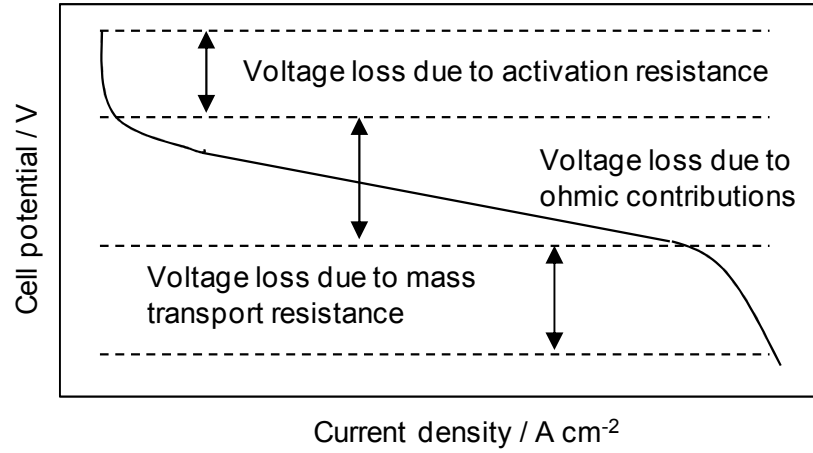 Cell potential / V
Voltage loss due to activation resistance
Voltage loss due to
ohmic contributions
Voltage loss due to mass
transport resistance
Current density / A cm-2